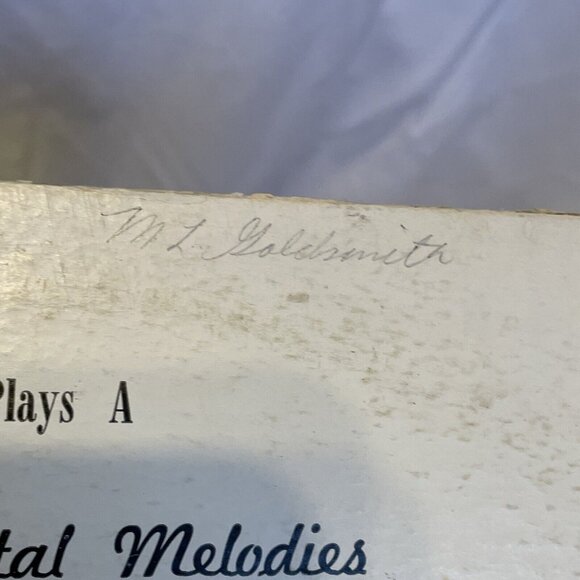 M L Goldsmith
Plays A
tal Melodies